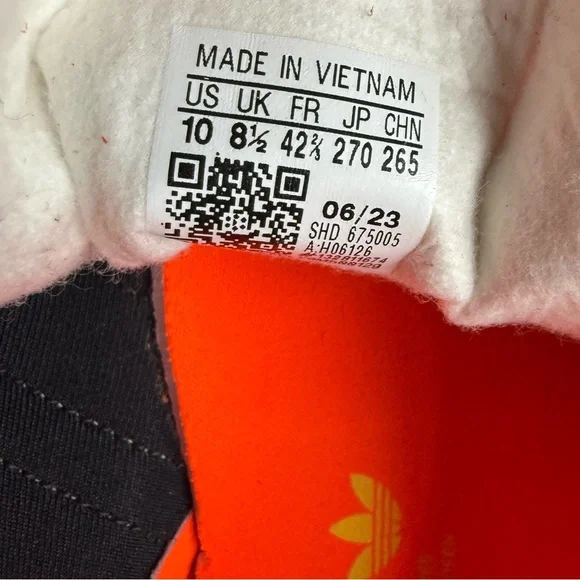 MADE IN VIETNAM
US UK FR JP CHN
10 8½ 42⅔ 270 265
06/23
SHD 675005
A:H06126